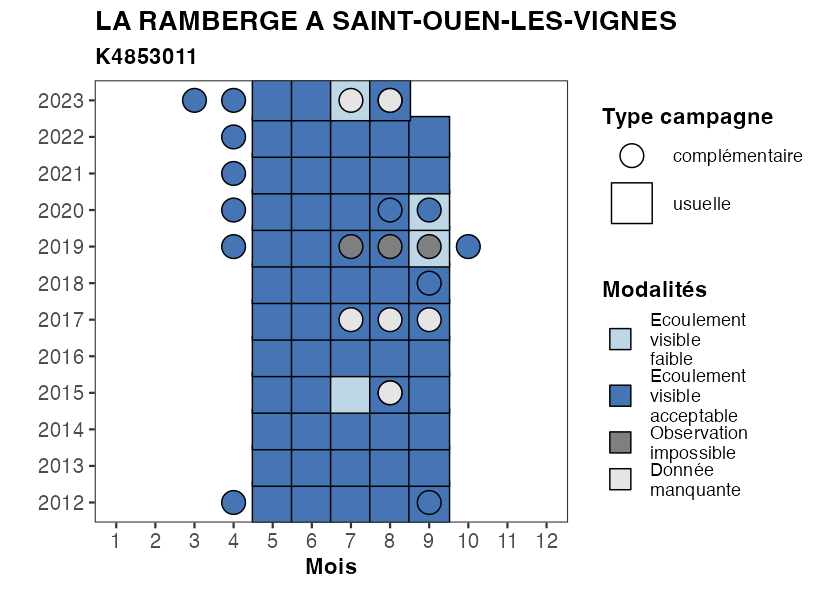 LA RAMBERGE A SAINT-OUEN-LES-VIGNES
K4853011
2023
2022
2021
2020
2019
2018
2017
2016
2015
2014
2013
2012
1 2 3 4 5 6 7 8 9 10 11 12
Mois
Type campagne
complémentaire
usuelle
Modalités
Ecoulement
visible
faible
Ecoulement
visible
acceptable
Observation
impossible
Donnée
manquante